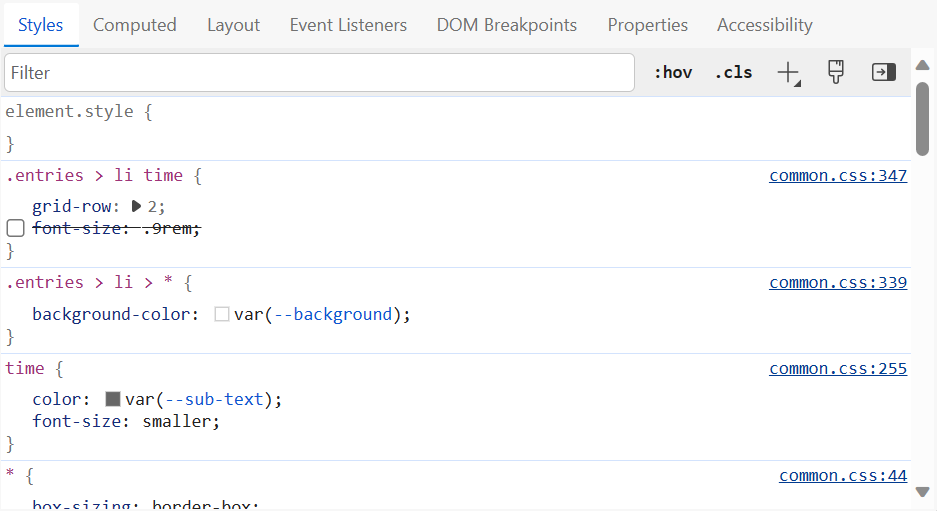 Styles Computed Layout Event Listeners DOM Breakpoints Properties Accessibility
Filter :hov .cls
element.style {
}
.entries > li time { common.css:347
grid-row: 2;
font-size: .9rem;
}
.entries > li > * { common.css:339
background-color: var(--background);
}
time { common.css:255
color: var(--sub-text);
font-size: smaller;
}
* { common.css:44
box-sizing: border-box;